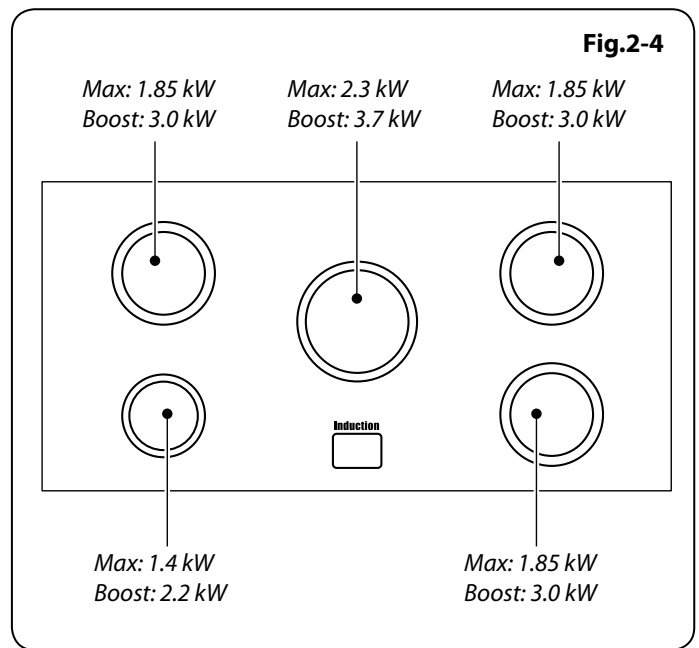 Fig.2-4
Max: 1.85 kW
Boost: 3.0 kW
Max: 2.3 kW
Boost: 3.7 kW
Max: 1.85 kW
Boost: 3.0 kW
Induction
Max: 1.4 kW
Boost: 2.2 kW
Max: 1.85 kW
Boost: 3.0 kW